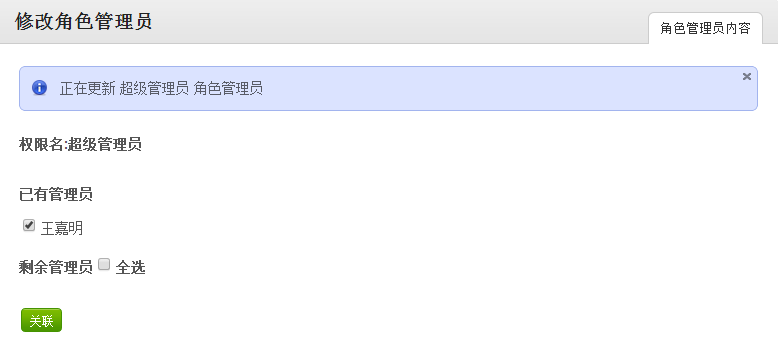 修改角色管理员
角色管理员内容
正在更新 超级管理员 角色管理员
权限名:超级管理员
已有管理员
王嘉明
剩余管理员 全选
关联